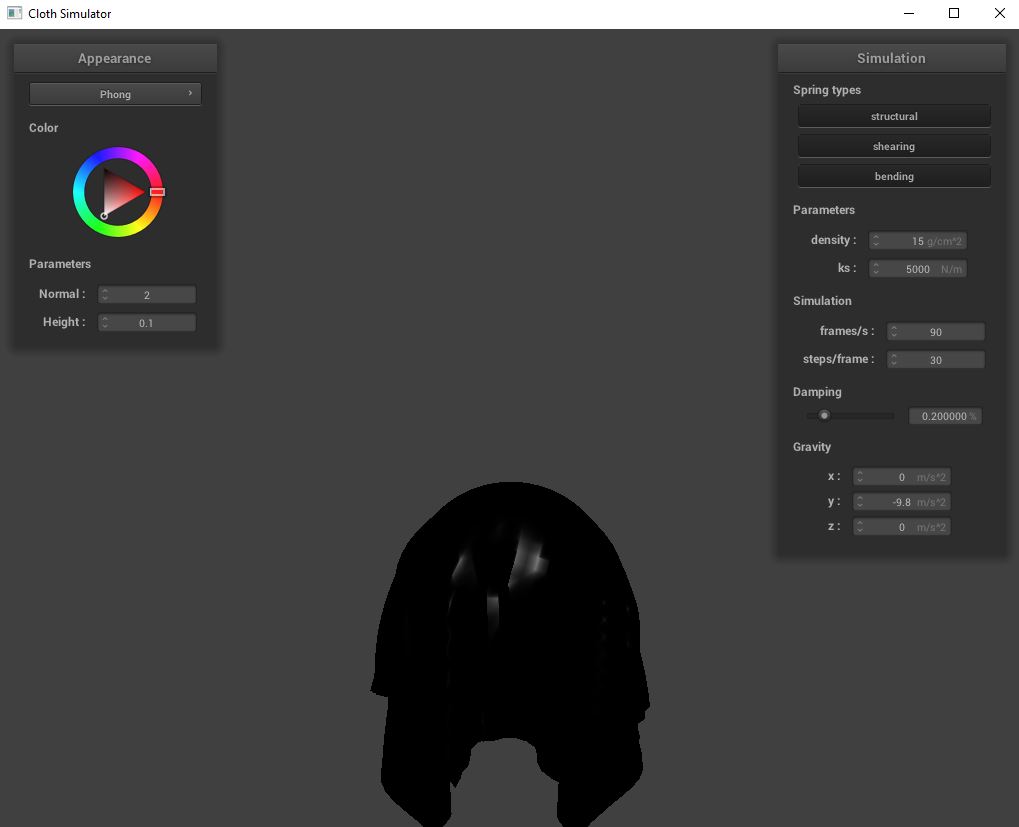 Cloth Simulator
Appearance
Phong
Color
Parameters
Normal : 2
Height : 0.1
Simulation
Spring types
structural
shearing
bending
Parameters
density : 15 g/cm^2
ks : 5000 N/m
Simulation
frames/s : 90
steps/frame : 30
Damping
0.200000 %
Gravity
x : 0 m/s^2
y : -9.8 m/s^2
z : 0 m/s^2